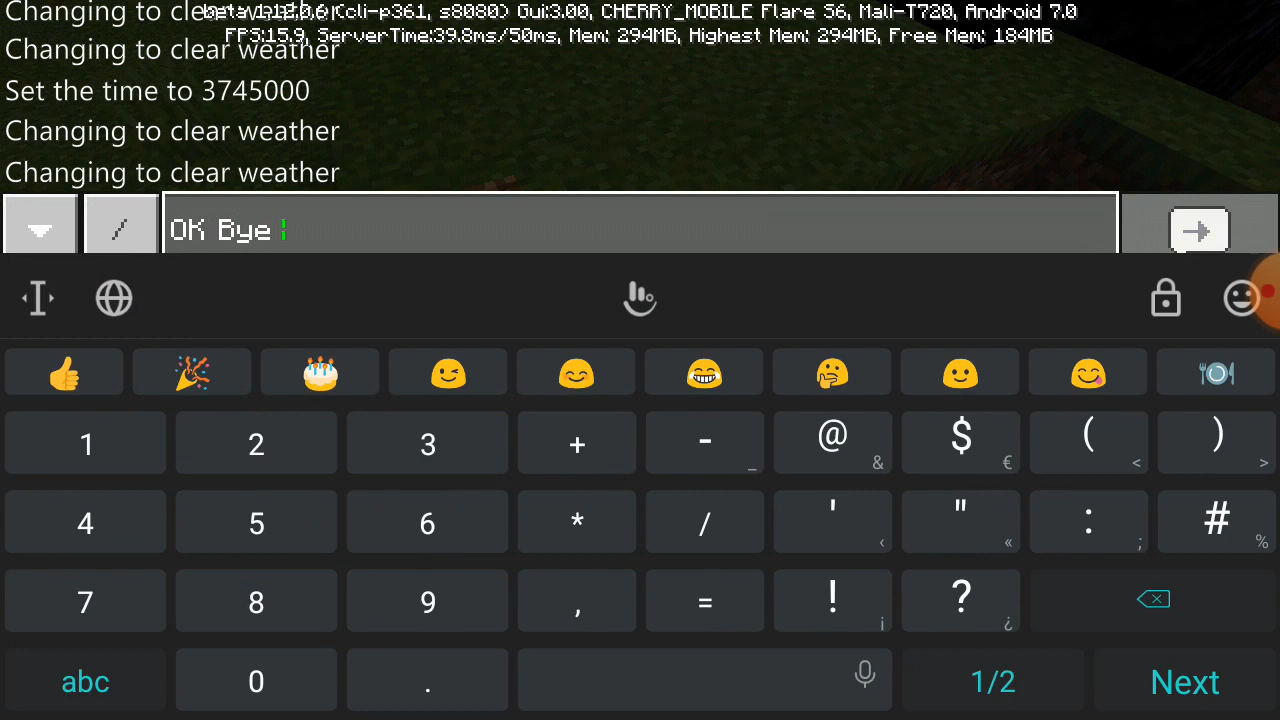 Changing to clear weather
beta 1.12.0.6 (cli-p361, s8080) Gui:3.00, CHERRY_MOBILE Flare S6, Mali-T720, Android 7.0
FPS:15.9, ServerTime:39.8ms/50ms, Mem: 294MB, Highest Mem: 294MB, Free Mem: 184MB
Changing to clear weather
Set the time to 3745000
Changing to clear weather
Changing to clear weather
/ OK Bye
1 2 3 + - _ @ & $ € ( < ) >
4 5 6 * / ' ‹ " « : ; # %
7 8 9 , = ! ¡ ? ¿
abc 0 . 1/2 Next